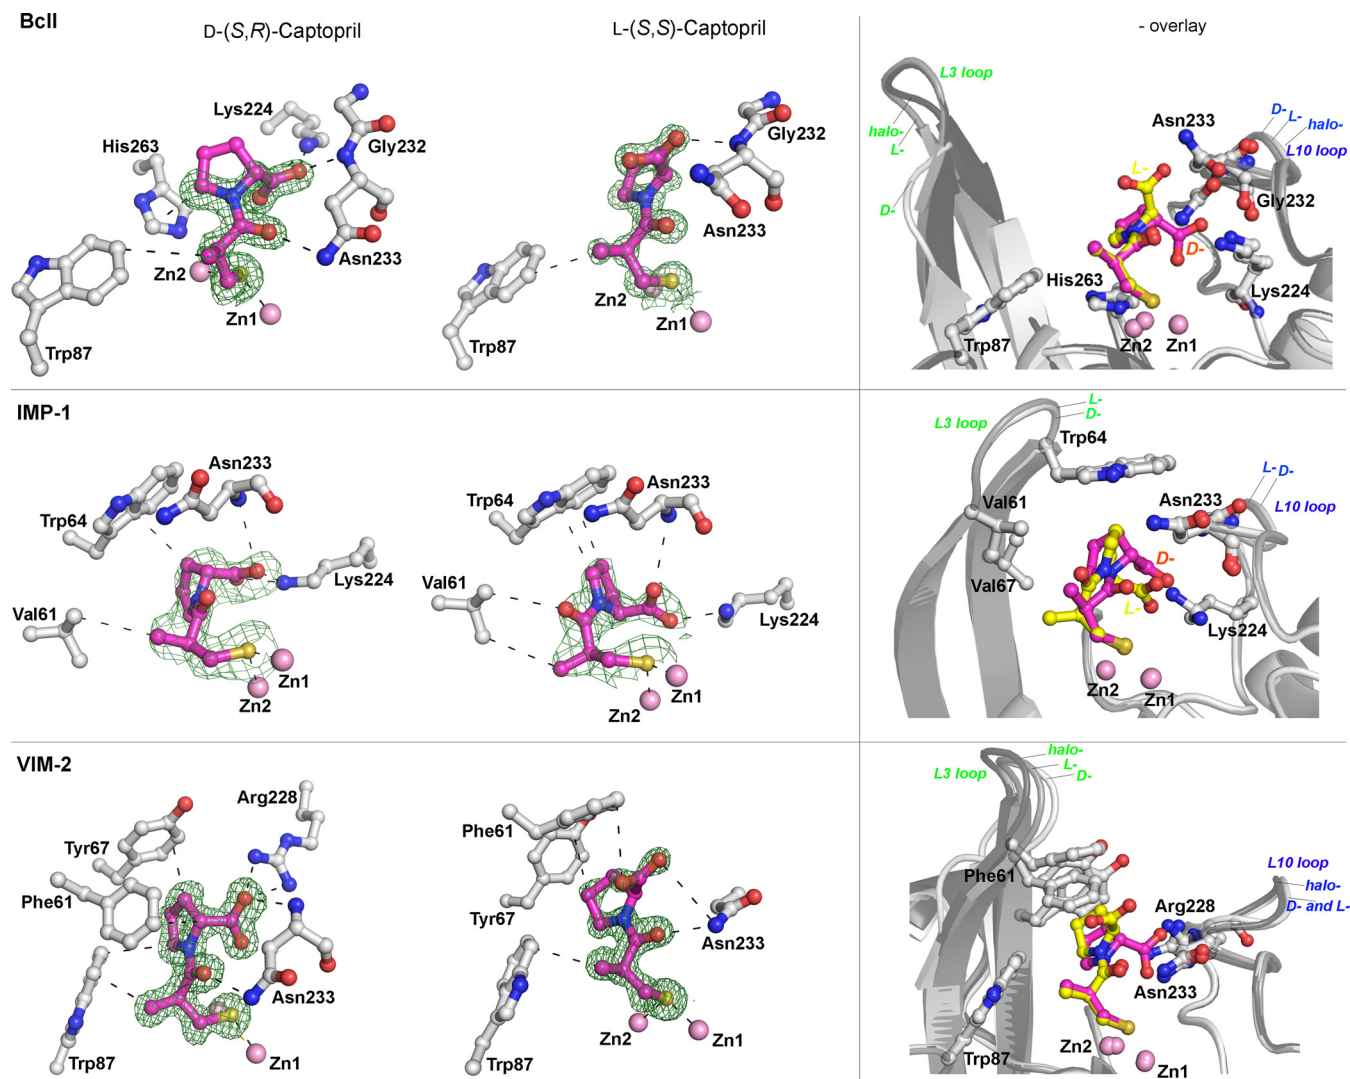 BcII
D-(S,R)-Captopril
L-(S,S)-Captopril
- overlay
Lys224
His263
Gly232
Asn233
Zn2
Zn1
Trp87
Gly232
Asn233
Zn2
Zn1
Trp87
L3 loop
halo-
L-
D-
Asn233
D-
L-
halo-
L10 loop
L-
Gly232
D-
His263
Lys224
Trp87
Zn2
Zn1
IMP-1
Asn233
Trp64
Lys224
Val61
Zn1
Zn2
Asn233
Trp64
Val61
Lys224
Zn1
Zn2
L-
D-
L3 loop
Trp64
L- D-
Val61
Asn233
L10 loop
D-
Val67
L-
Lys224
Zn2
Zn1
VIM-2
Arg228
Tyr67
Phe61
Asn233
Zn1
Trp87
Phe61
Tyr67
Asn233
Zn2
Zn1
Trp87
halo-
L-
L3 loop
D-
Phe61
L10 loop
halo-
Arg228
D- and L-
Asn233
Zn2
Trp87
Zn1